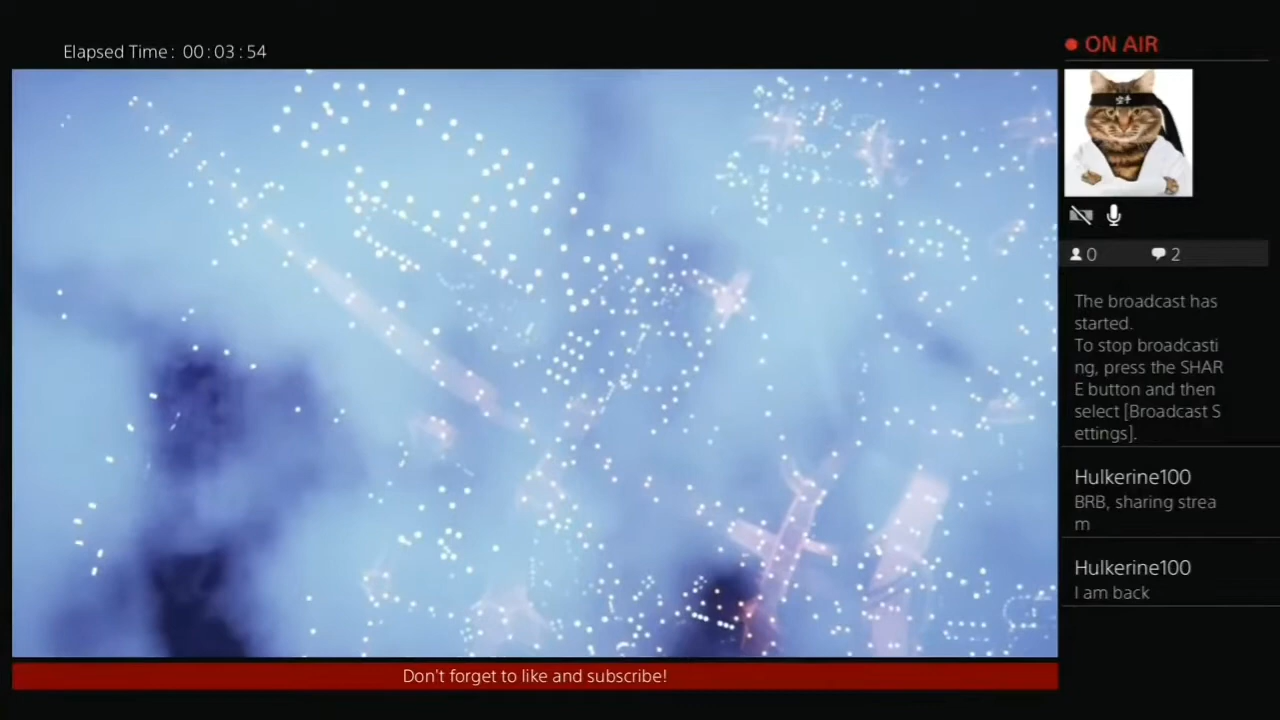 Elapsed Time: 00:03:54
ON AIR
0
2
The broadcast has
started.
To stop broadcasti
ng, press the SHAR
E button and then
select [Broadcast S
ettings].
Hulkerine100
BRB, sharing strea
m
Hulkerine100
I am back
Don't forget to like and subscribe!